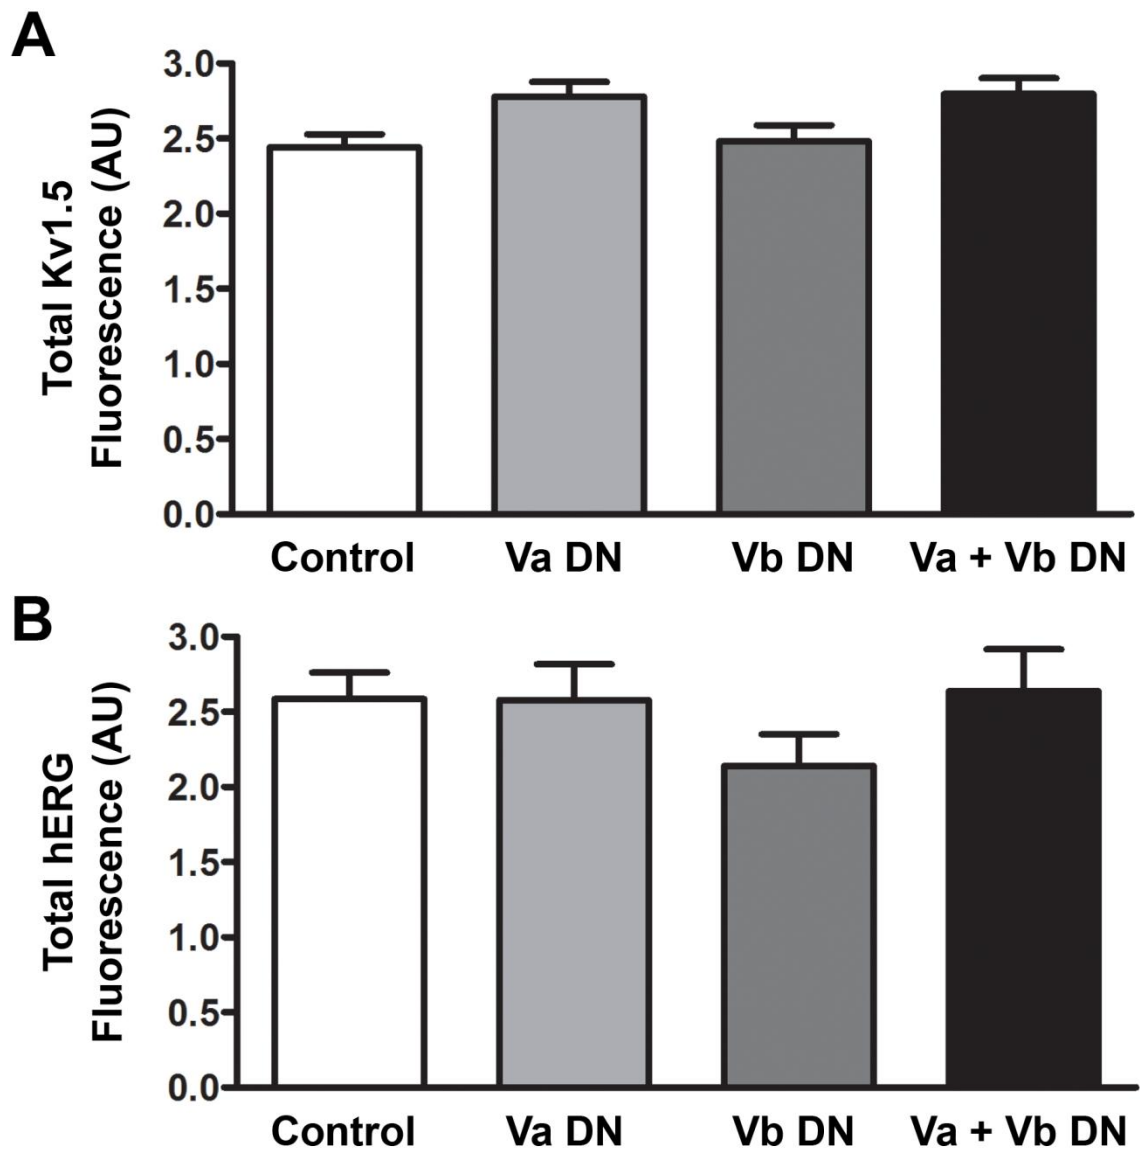 A
Total Kv1.5
Fluorescence (AU)
3.0
2.5
2.0
1.5
1.0
0.5
0.0
Control Va DN Vb DN Va + Vb DN
B
Total hERG
Fluorescence (AU)
3.0
2.5
2.0
1.5
1.0
0.5
0.0
Control Va DN Vb DN Va + Vb DN